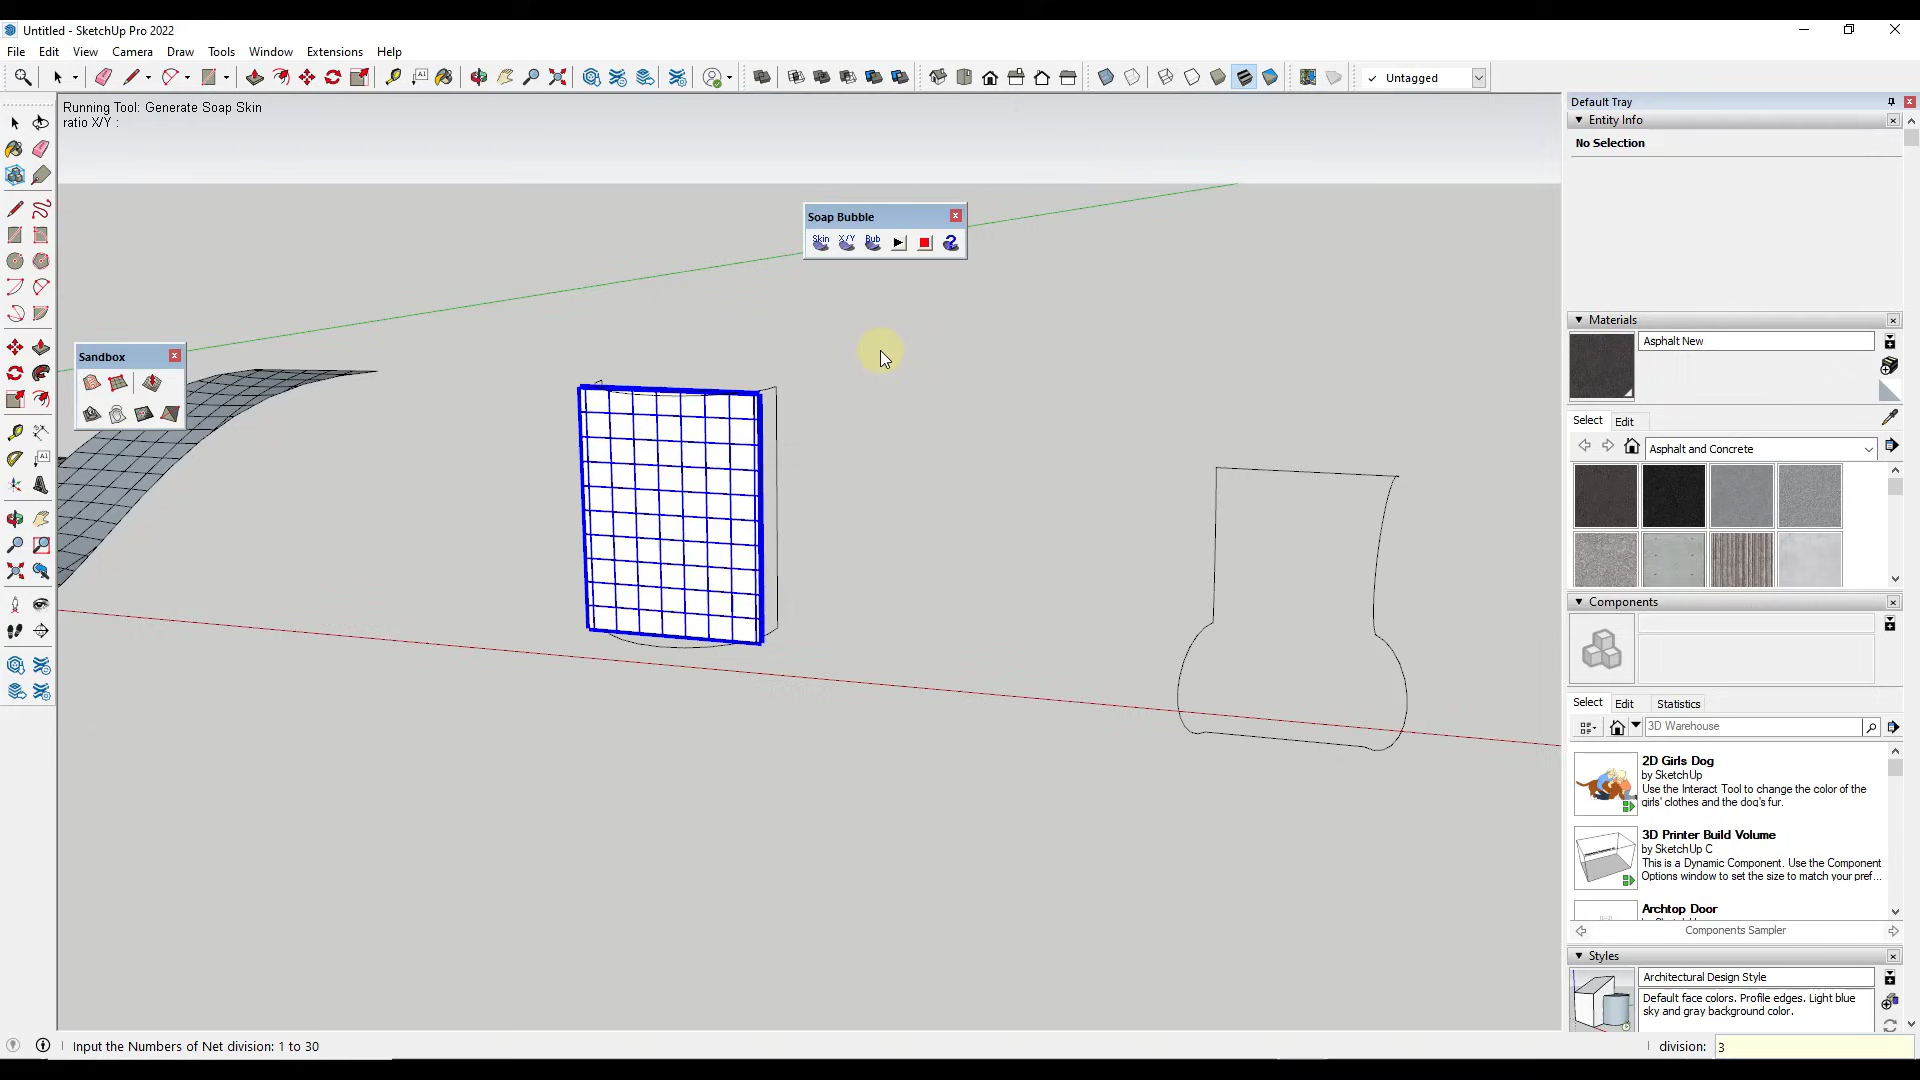 Untitled - SketchUp Pro 2022
File Edit View Camera Draw Tools Window Extensions Help
Untagged
Running Tool: Generate Soap Skin
ratio X/Y :
Soap Bubble
Skin X/Y Bub
Sandbox
Default Tray
Entity Info
No Selection
Materials
Asphalt New
Select Edit
Asphalt and Concrete
Components
Select Edit Statistics
3D Warehouse
2D Girls Dog
by SketchUp
Use the Interact Tool to change the color of the
girls' clothes and the dog's fur.
3D Printer Build Volume
by SketchUp C
This is a Dynamic Component. Use the Component
Options window to set the size to match your pref...
Archtop Door
Components Sampler
Styles
Architectural Design Style
Default face colors. Profile edges. Light blue
sky and gray background color.
Input the Numbers of Net division: 1 to 30
division: 3